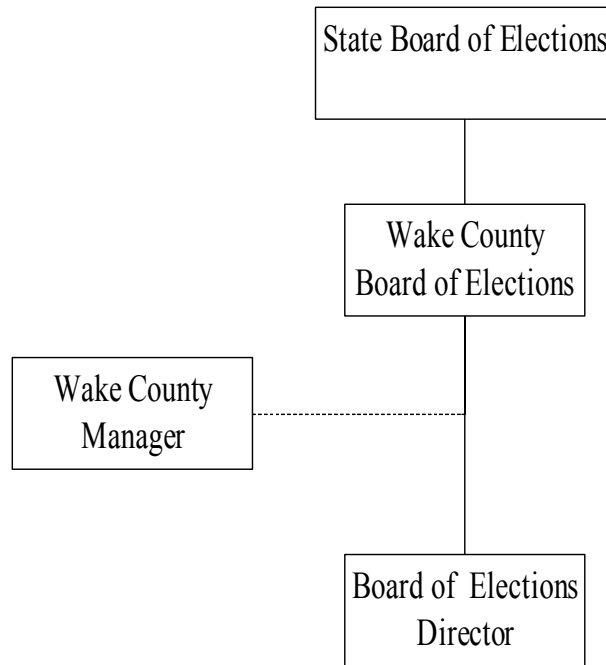 State Board of Elections
Wake County
Board of Elections
Wake County
Manager
Board of Elections
Director